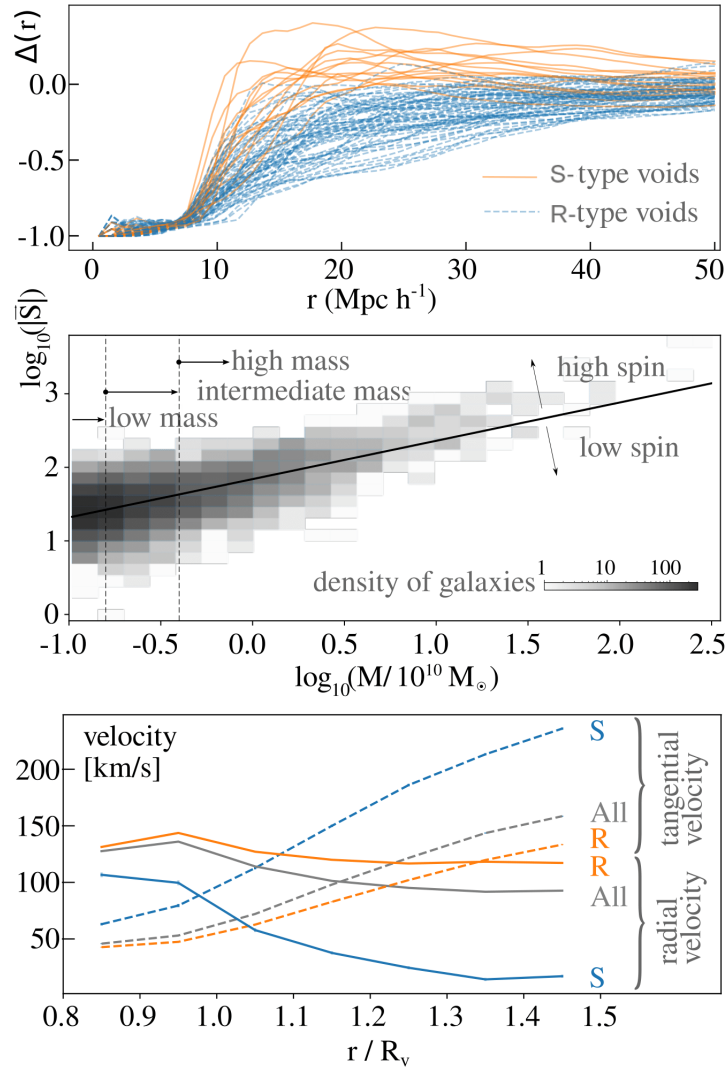 Δ(r)
0.0
-0.5
-1.0
S-type voids
R-type voids
0 10 20 30 40 50
r (Mpc h⁻¹)
log₁₀(|S̅|)
3
2
1
0
high mass
intermediate mass
low mass
high spin
low spin
density of galaxies
1 10 100
-1.0 -0.5 0.0 0.5 1.0 1.5 2.0 2.5
log₁₀(M/ 10¹⁰ M☉)
velocity
[km/s]
200
150
100
50
S
All
R
R
All
S
tangential
velocity
radial
velocity
0.8 0.9 1.0 1.1 1.2 1.3 1.4 1.5
r / Rᵥ